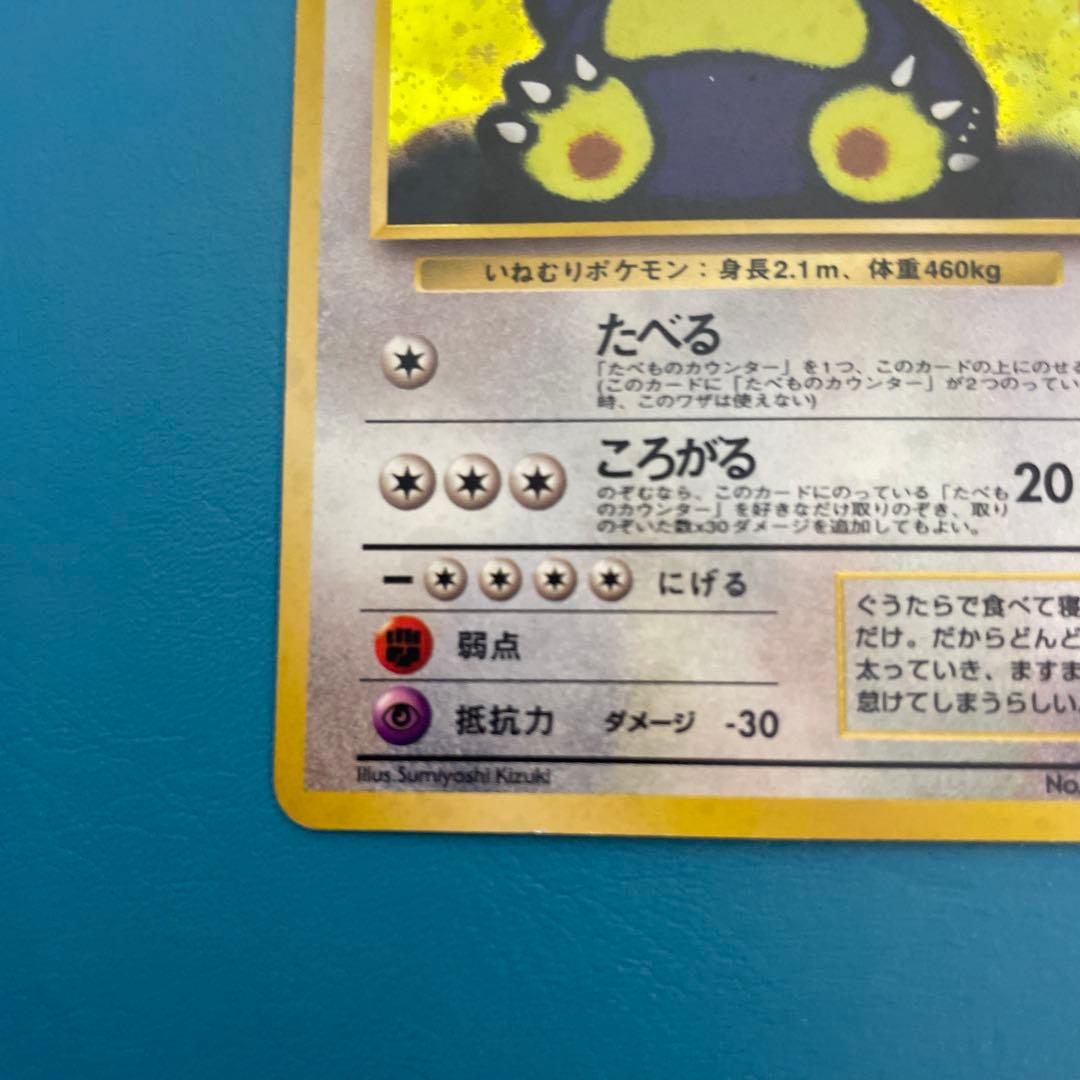 いねむりポケモン：身長2.1m、体重460kg
たべる
「たべものカウンター」を1つ、このカードの上にのせる
(このカードに「たべものカウンター」が2つのってい
時、このワザは使えない)
ころがる
20
のぞむなら、このカードにのっている「たべも
のカウンター」を好きなだけ取りのぞき、取り
のぞいた数x30ダメージを追加してもよい。
ー にげる
弱点
抵抗力 ダメージ -30
ぐうたらで食べて寝
だけ。だからどんど
太っていき、ますま
怠けてしまうらしい。
Illus.Sumiyoshi Kizuki
No.